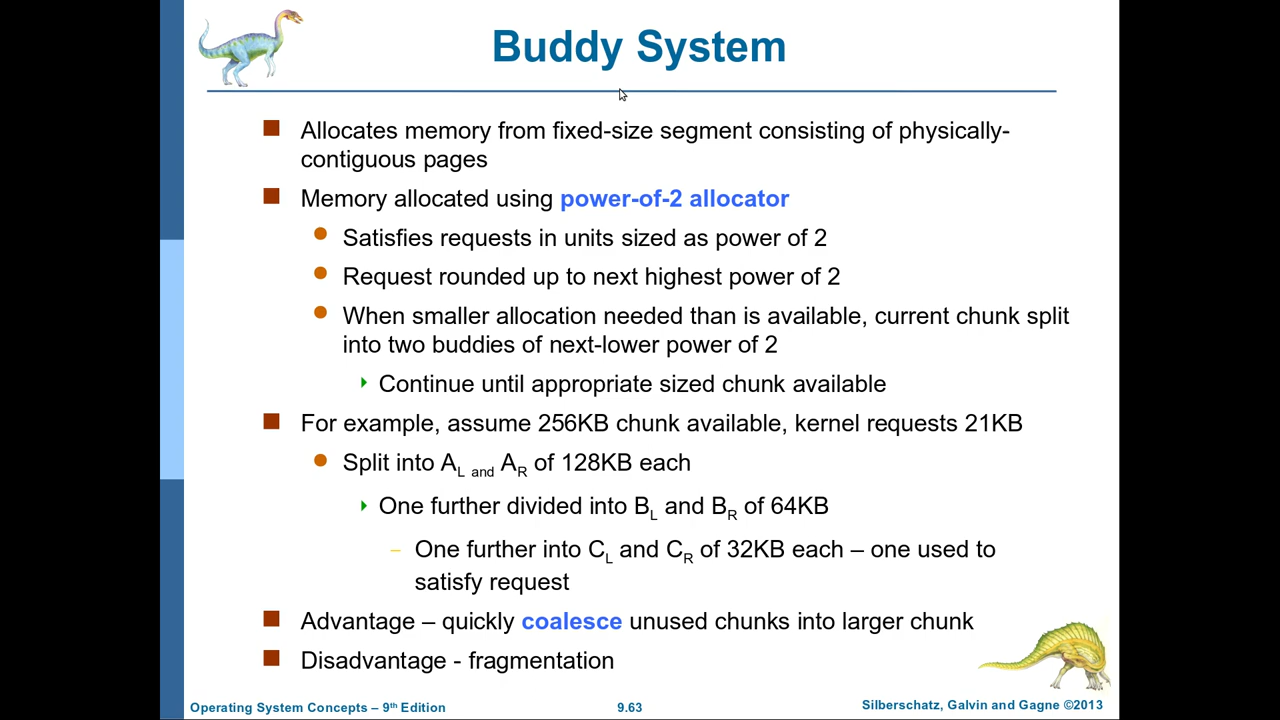 Buddy System
Allocates memory from fixed-size segment consisting of physically-
contiguous pages
Memory allocated using power-of-2 allocator
Satisfies requests in units sized as power of 2
Request rounded up to next highest power of 2
When smaller allocation needed than is available, current chunk split
into two buddies of next-lower power of 2
Continue until appropriate sized chunk available
For example, assume 256KB chunk available, kernel requests 21KB
Split into AL and AR of 128KB each
One further divided into BL and BR of 64KB
One further into CL and CR of 32KB each – one used to
satisfy request
Advantage – quickly coalesce unused chunks into larger chunk
Disadvantage - fragmentation
Operating System Concepts – 9th Edition
9.63
Silberschatz, Galvin and Gagne ©2013